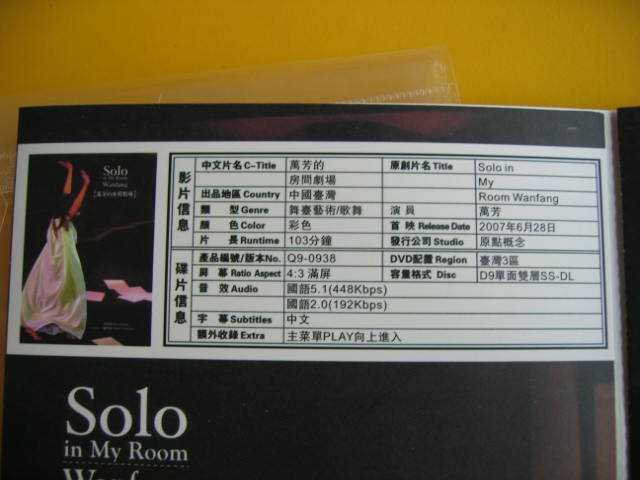 Solo
in My Room
Wanfang
影片信息
中文片名 C-Title 萬芳的 原創片名 Title Solo in
房間劇場 My
出品地區 Country 中國臺灣 Room Wanfang
類 型 Genre 舞臺藝術/歌舞 演 員 萬芳
顏 色 Color 彩色 首 映 Release Date 2007年6月28日
片 長 Runtime 103分鐘 發行公司 Studio 原點概念
碟片信息
產品編號/版本No. Q9-0938 DVD配置 Region 臺灣3區
屏 幕 Ratio Aspect 4:3 滿屏 容量格式 Disc D9單面雙層SS-DL
音 效 Audio 國語5.1(448Kbps)
國語2.0(192Kbps)
字 幕 Subtitles 中文
額外收錄 Extra 主菜單PLAY向上進入
Solo
in My Room